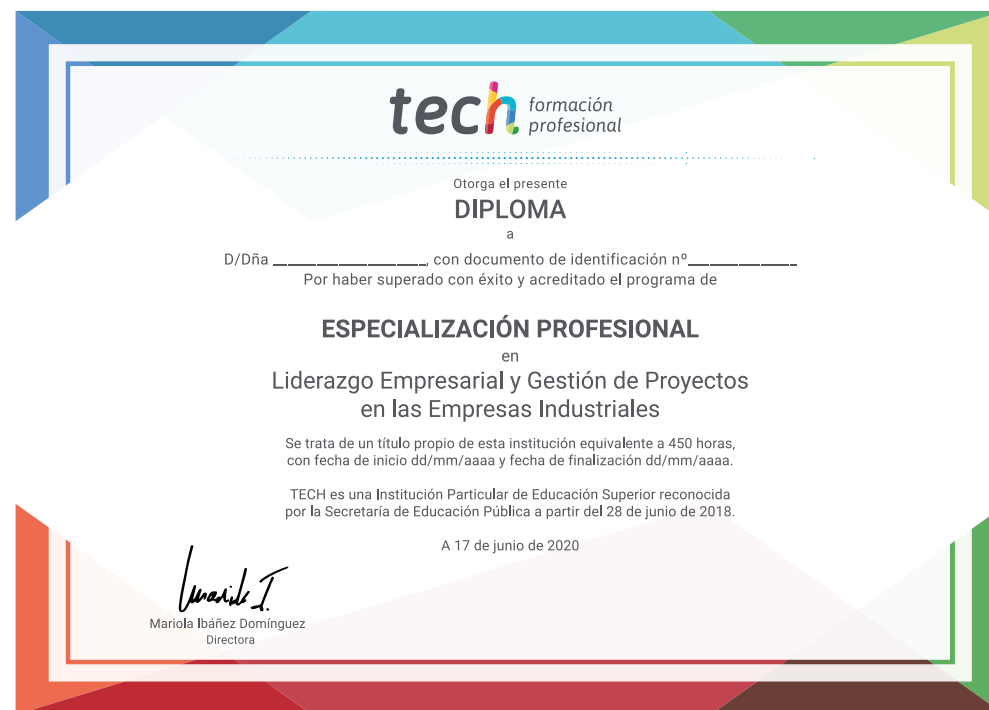 tech formación
profesional
Otorga el presente
DIPLOMA
a
D/Dña ____________________, con documento de identificación nº______________
Por haber superado con éxito y acreditado el programa de
ESPECIALIZACIÓN PROFESIONAL
en
Liderazgo Empresarial y Gestión de Proyectos
en las Empresas Industriales
Se trata de un título propio de esta institución equivalente a 450 horas,
con fecha de inicio dd/mm/aaaa y fecha de finalización dd/mm/aaaa.
TECH es una Institución Particular de Educación Superior reconocida
por la Secretaría de Educación Pública a partir del 28 de junio de 2018.
A 17 de junio de 2020
Mariola Ibáñez Domínguez
Directora